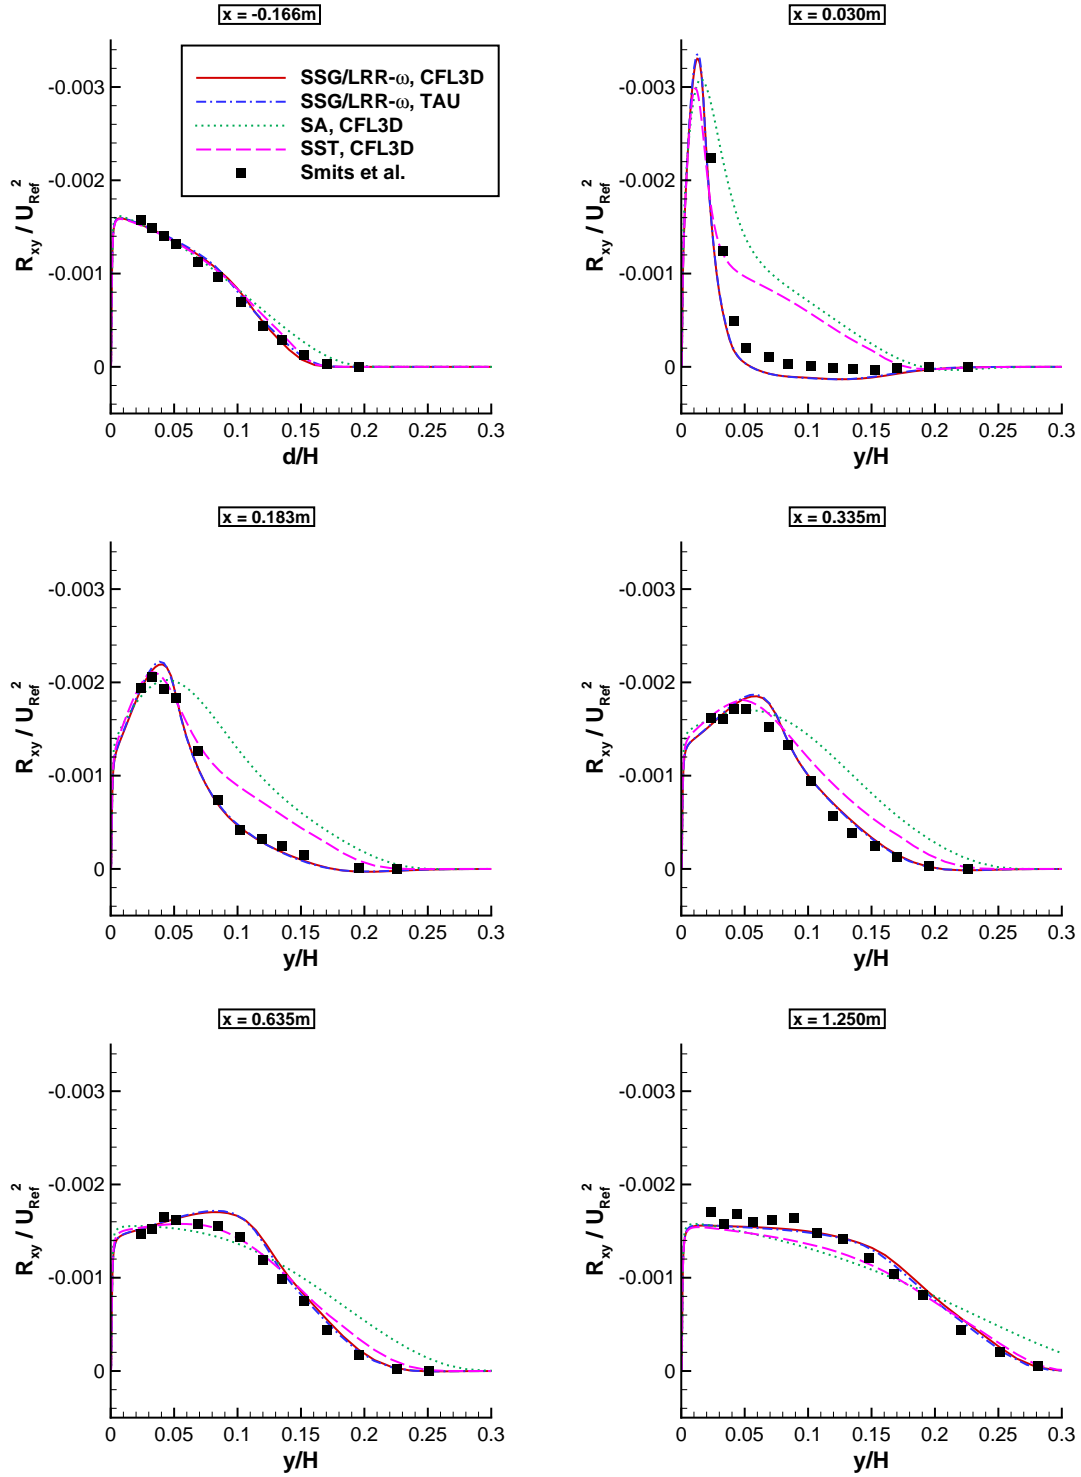 x = -0.166m
-0.003
-0.002
-0.001
0
R_xy / U_Ref^2
SSG/LRR-ω, CFL3D
SSG/LRR-ω, TAU
SA, CFL3D
SST, CFL3D
Smits et al.
0 0.05 0.1 0.15 0.2 0.25 0.3
d/H
x = 0.030m
-0.003
-0.002
-0.001
0
R_xy / U_Ref^2
0 0.05 0.1 0.15 0.2 0.25 0.3
y/H
x = 0.183m
-0.003
-0.002
-0.001
0
R_xy / U_Ref^2
0 0.05 0.1 0.15 0.2 0.25 0.3
y/H
x = 0.335m
-0.003
-0.002
-0.001
0
R_xy / U_Ref^2
0 0.05 0.1 0.15 0.2 0.25 0.3
y/H
x = 0.635m
-0.003
-0.002
-0.001
0
R_xy / U_Ref^2
0 0.05 0.1 0.15 0.2 0.25 0.3
y/H
x = 1.250m
-0.003
-0.002
-0.001
0
R_xy / U_Ref^2
0 0.05 0.1 0.15 0.2 0.25 0.3
y/H